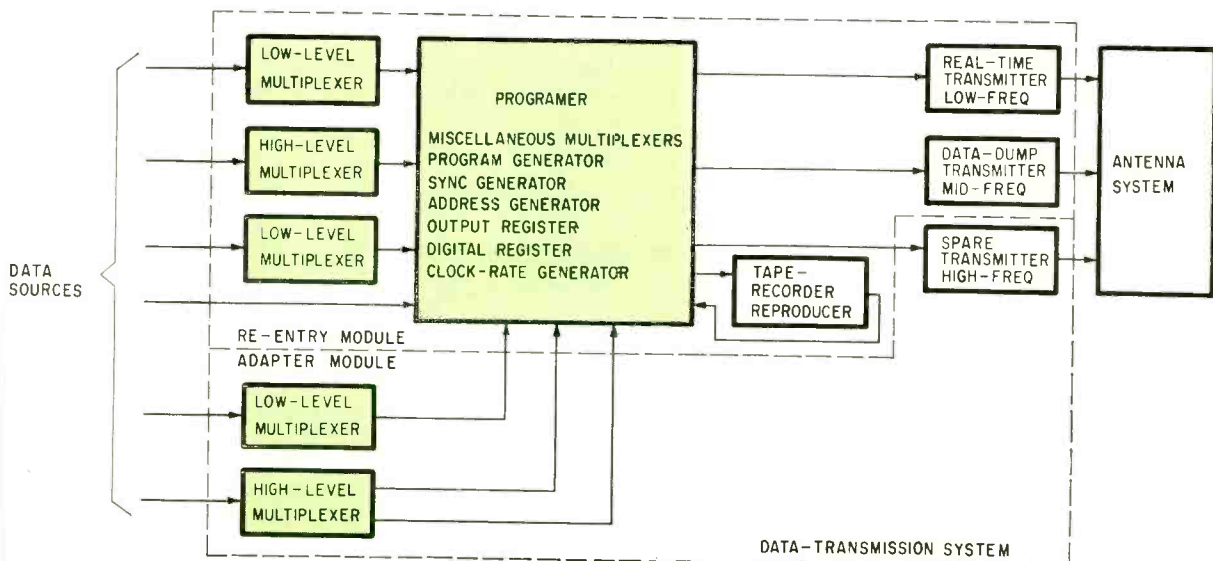 LOW-LEVEL
MULTIPLEXER
HIGH-LEVEL
MULTIPLEXER
LOW-LEVEL
MULTIPLEXER
DATA
SOURCES
PROGRAMER
MISCELLANEOUS MULTIPLEXERS
PROGRAM GENERATOR
SYNC GENERATOR
ADDRESS GENERATOR
OUTPUT REGISTER
DIGITAL REGISTER
CLOCK-RATE GENERATOR
TAPE-
RECORDER
REPRODUCER
REAL-TIME
TRANSMITTER
LOW-FREQ
DATA-DUMP
TRANSMITTER
MID-FREQ
SPARE
TRANSMITTER
HIGH-FREQ
ANTENNA
SYSTEM
RE-ENTRY MODULE
ADAPTER MODULE
LOW-LEVEL
MULTIPLEXER
HIGH-LEVEL
MULTIPLEXER
DATA-TRANSMISSION SYSTEM